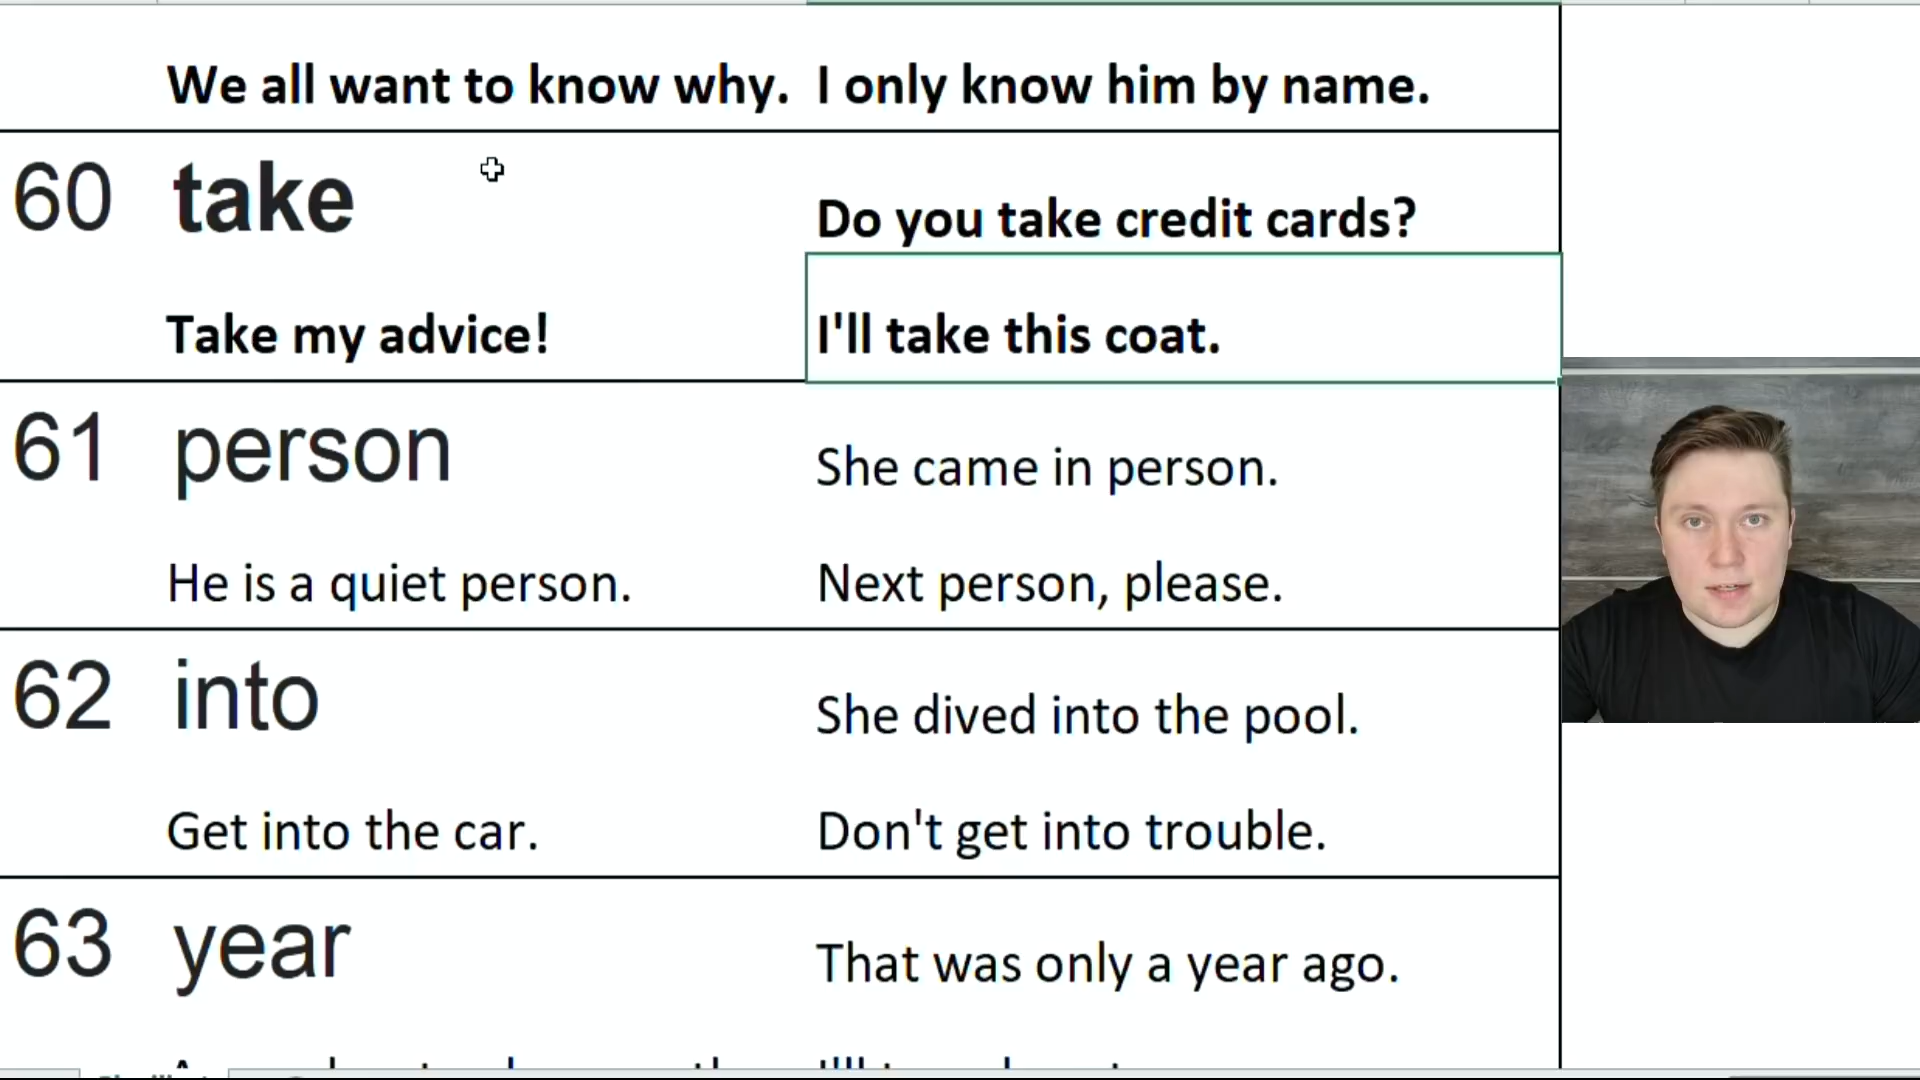 We all want to know why. I only know him by name.
60 take Do you take credit cards?
Take my advice! I'll take this coat.
61 person She came in person.
He is a quiet person. Next person, please.
62 into She dived into the pool.
Get into the car. Don't get into trouble.
63 year That was only a year ago.